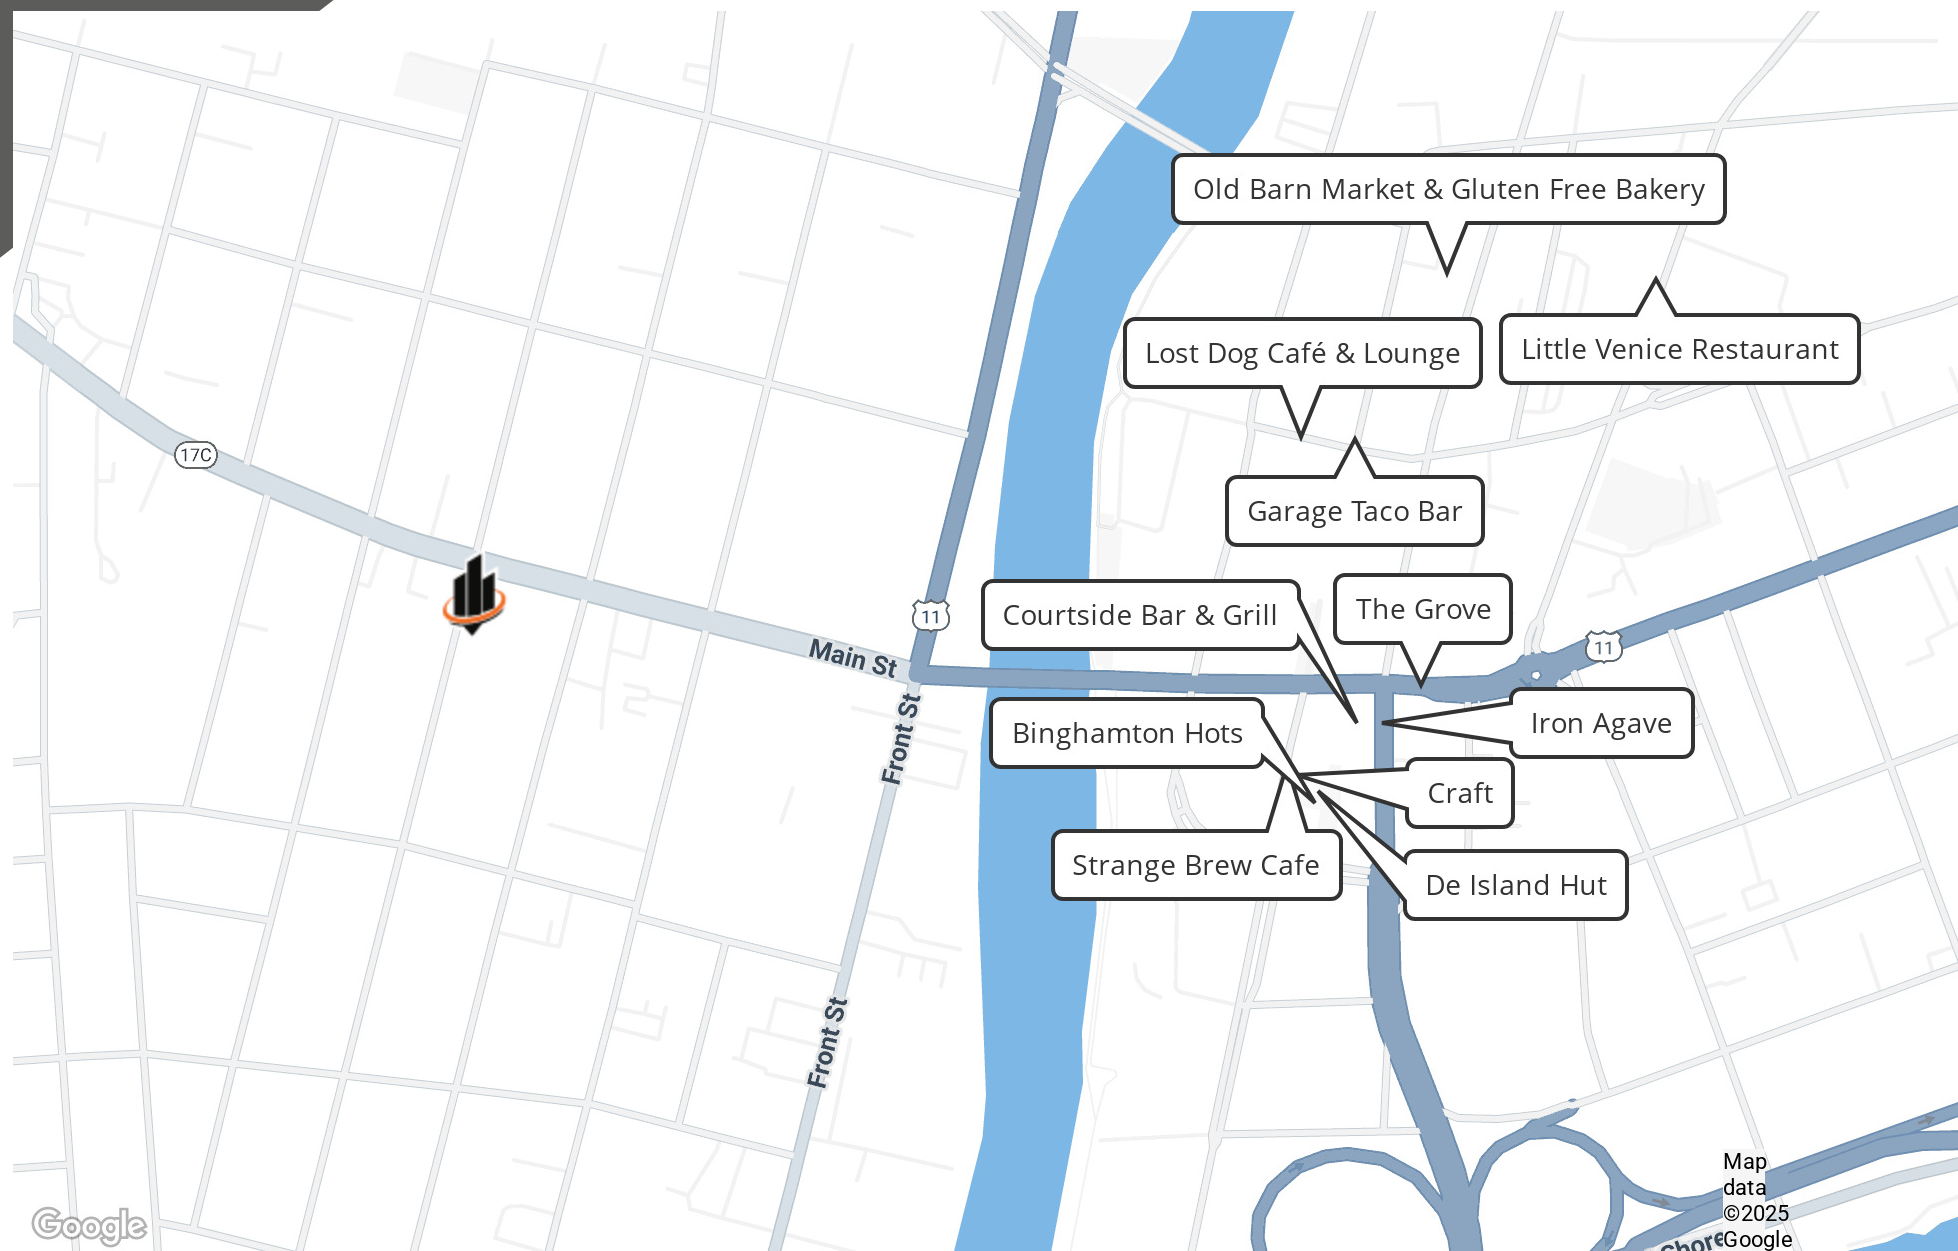 Old Barn Market & Gluten Free Bakery
Lost Dog Café & Lounge
Little Venice Restaurant
17C
Garage Taco Bar
Courtside Bar & Grill
The Grove
11
11
Main St
Front St
Binghamton Hots
Iron Agave
Craft
Strange Brew Cafe
De Island Hut
Front St
Google
Map
data
©2025
Google